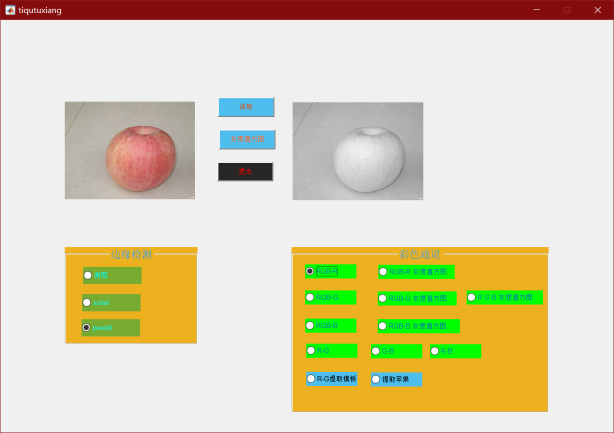 tiqutuxiang
读图
灰度直方图
退出
边缘检测
原图
sobel
prewitt
彩色通道
RGB-R
RGB-R 灰度直方图
RGB-G
RGB-G 灰度直方图
R G B 灰度直方图
RGB-B
RGB-B 灰度直方图
R-G
G-B
R-B
R-G提取模板
提取苹果